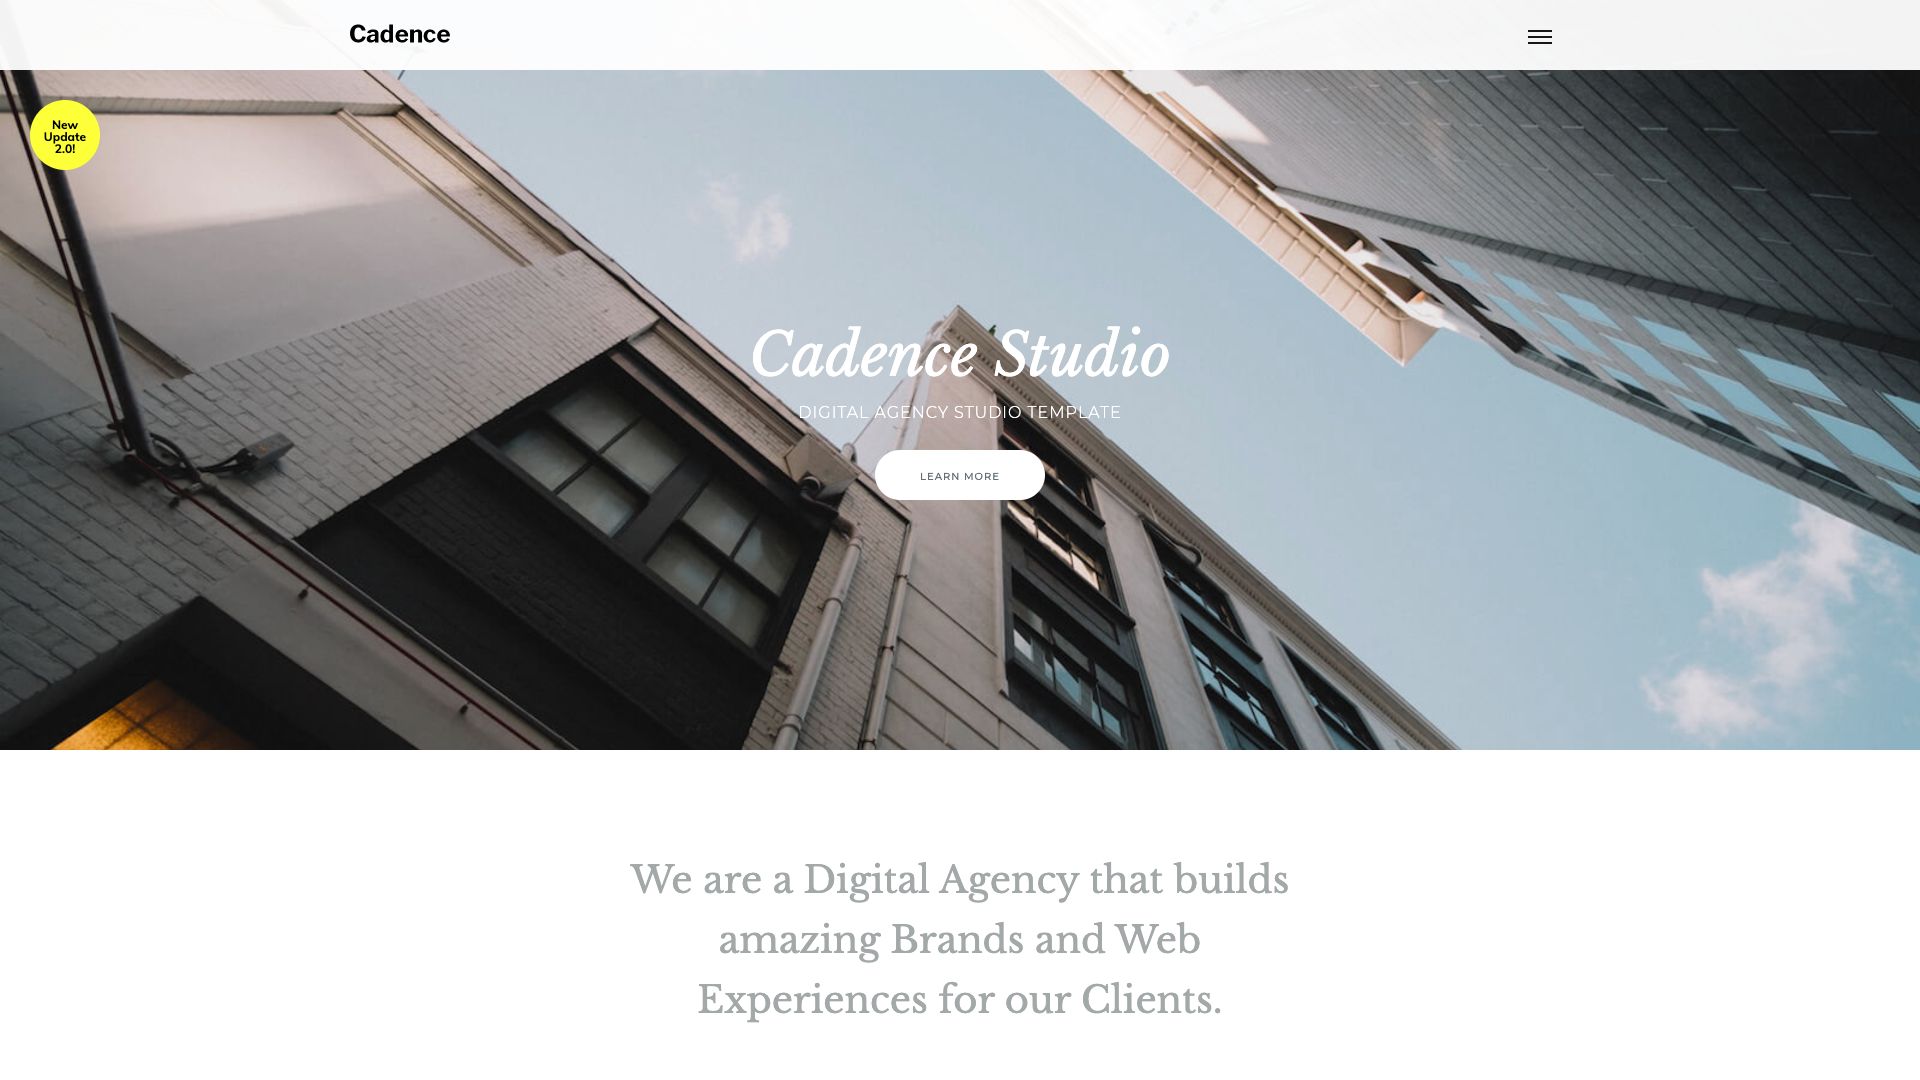 Cadence
New
Update
2.0!
Cadence Studio
DIGITAL AGENCY STUDIO TEMPLATE
LEARN MORE
We are a Digital Agency that builds
amazing Brands and Web
Experiences for our Clients.